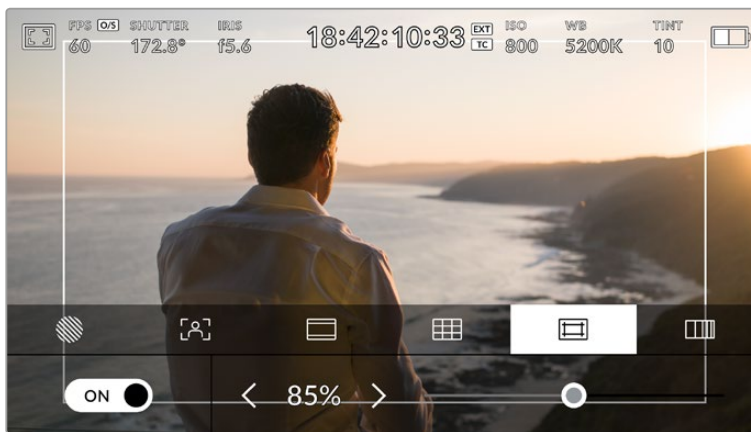 FPS O/S SHUTTER IRIS 18:42:10:33 EXT TC ISO WB TINT
60 172.8° f5.6 800 5200K 10
ON 85%